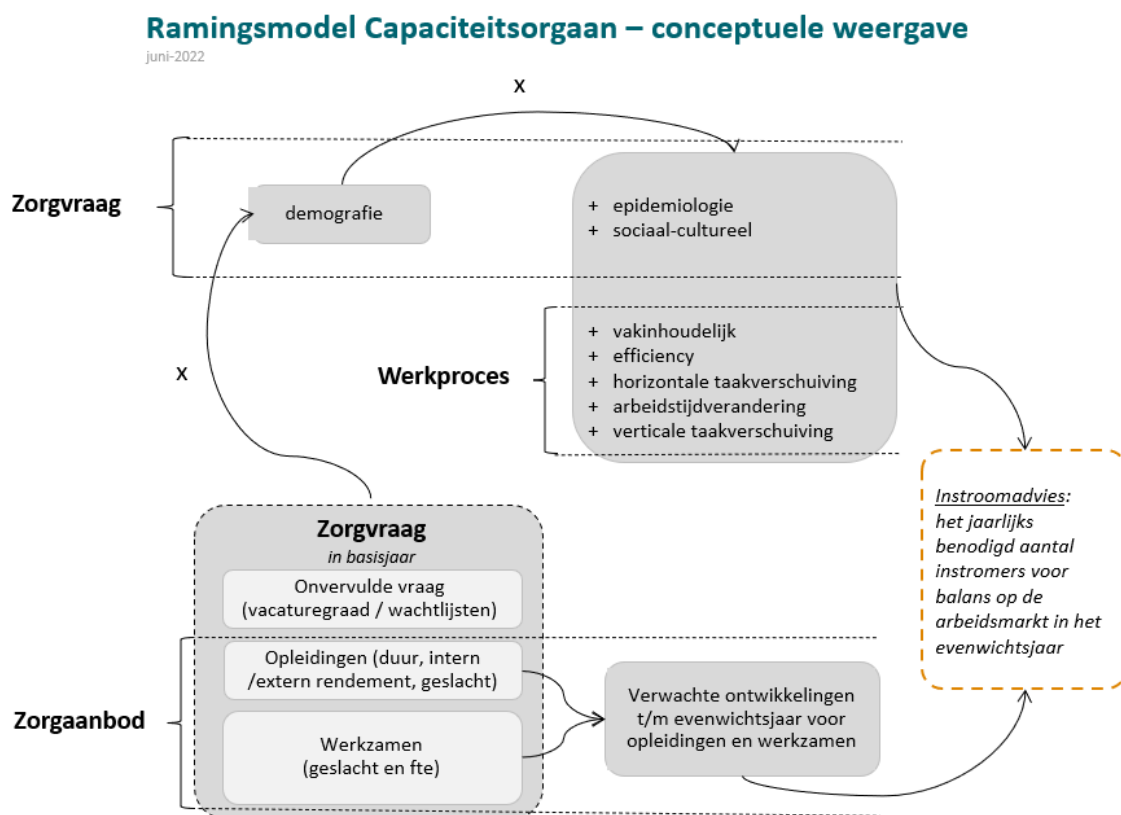 Ramingsmodel Capaciteitsorgaan – conceptuele weergave
juni-2022
x
Zorgvraag
demografie
+ epidemiologie
+ sociaal-cultureel
x
Werkproces
+ vakinhoudelijk
+ efficiency
+ horizontale taakverschuiving
+ arbeidstijdverandering
+ verticale taakverschuiving
Zorgvraag
in basisjaar
Onvervulde vraag
(vacaturegraad / wachtlijsten)
Zorgaanbod
Opleidingen (duur, intern
/extern rendement, geslacht)
Werkzamen
(geslacht en fte)
Verwachte ontwikkelingen
t/m evenwichtsjaar voor
opleidingen en werkzamen
Instroomadvies:
het jaarlijks
benodigd aantal
instromers voor
balans op de
arbeidsmarkt in het
evenwichtsjaar